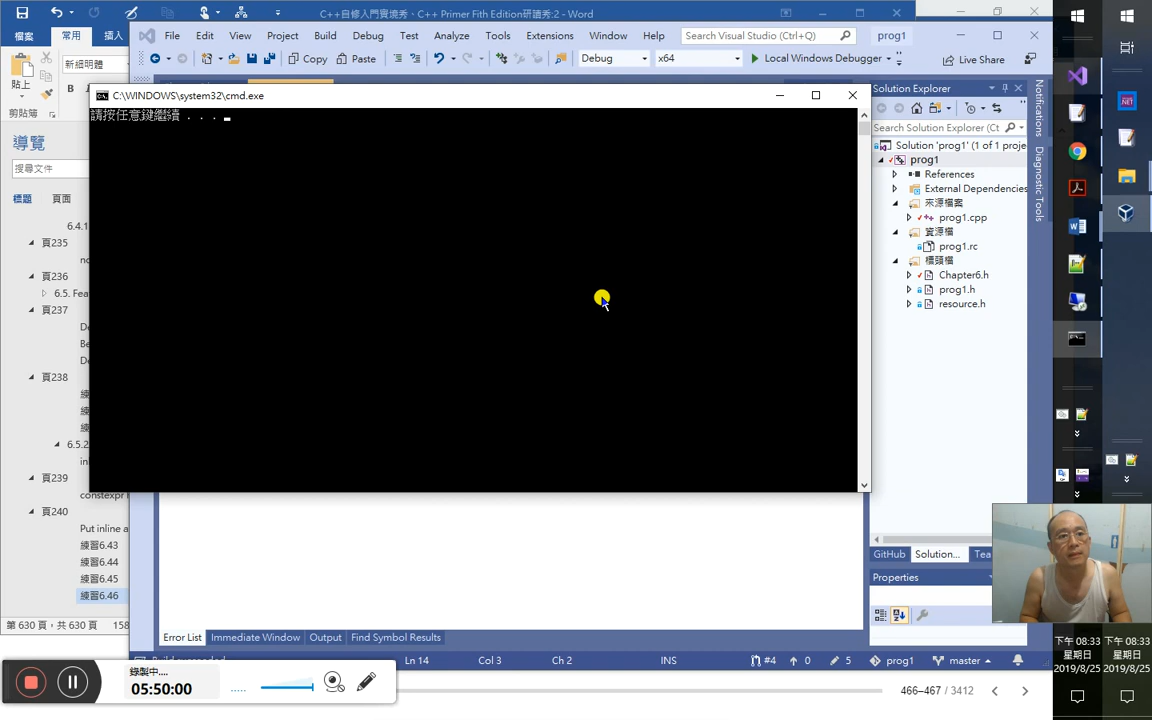 C++自修入門實境秀、C++ Primer Fith Edition研讀秀:2 - Word
檔案
常用
插入
新細明體
貼上
B
剪貼簿
導覽
搜尋文件
標題
頁面
6.4.1
頁235
頁236
6.5. Fea
頁237
頁238
6.5.2
頁239
constexpr
頁240
Put inline a
練習6.43
練習6.44
練習6.45
練習6.46
第 630 頁，共 630 頁
158
File Edit View Project Build Debug Test Analyze Tools Extensions Window Help
Search Visual Studio (Ctrl+Q)
prog1
Copy
Paste
Debug
x64
Local Windows Debugger
Live Share
C:\WINDOWS\system32\cmd.exe
請按任意鍵繼續 . . .
Solution Explorer
Search Solution Explorer (Ct
Solution 'prog1' (1 of 1 proje
prog1
References
External Dependencies
來源檔案
prog1.cpp
資源檔
prog1.rc
標頭檔
Chapter6.h
prog1.h
resource.h
Notifications
Diagnostic Tools
GitHub
Solution...
Tea
Properties
Error List
Immediate Window
Output
Find Symbol Results
Ln 14
Col 3
Ch 2
INS
#4
0
5
prog1
master
錄製中....
05:50:00
466–467 / 3412
下午 08:33
星期日
2019/8/25
下午 08:33
星期日
2019/8/25